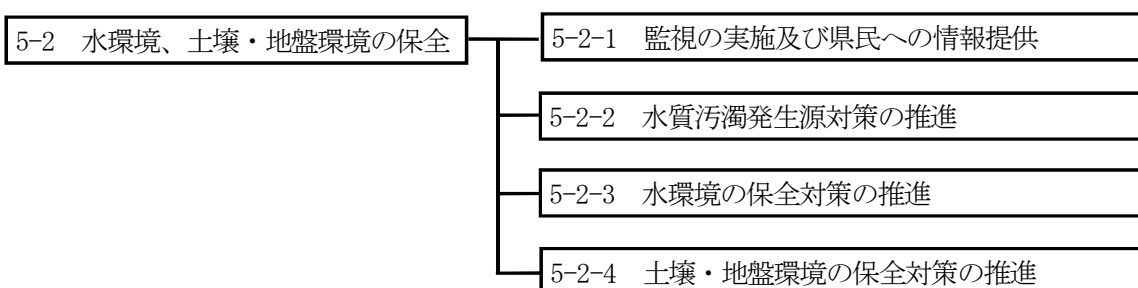 5-2　水環境、土壌・地盤環境の保全
5-2-1　監視の実施及び県民への情報提供
5-2-2　水質汚濁発生源対策の推進
5-2-3　水環境の保全対策の推進
5-2-4　土壌・地盤環境の保全対策の推進